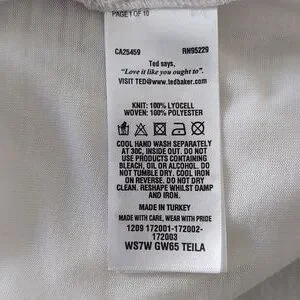 PAGE 1 OF 10
CA25459 RN95229
Ted says,
"Love it like you ought to".
VISIT TED@www.tedbaker.com
KNIT: 100% LYOCELL
WOVEN: 100% POLYESTER
COOL HAND WASH SEPARATELY
AT 30C, INSIDE OUT. DO NOT
USE PRODUCTS CONTAINING
BLEACH, OIL OR ALCOHOL. DO
NOT TUMBLE DRY. COOL IRON
ON REVERSE. DO NOT DRY
CLEAN. RESHAPE WHILST DAMP
AND IRON.
MADE IN TURKEY
MADE WITH CARE, WEAR WITH PRIDE
1209 172001-172002-
172003
WS7W GW65 TEILA